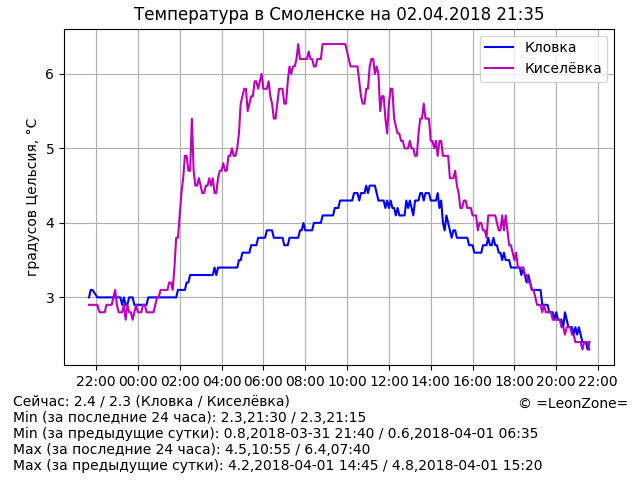 Температура в Смоленске на 02.04.2018 21:35
Кловка
Киселёвка
градусов Цельсия, °C
6
5
4
3
22:00 00:00 02:00 04:00 06:00 08:00 10:00 12:00 14:00 16:00 18:00 20:00 22:00
Сейчас: 2.4 / 2.3 (Кловка / Киселёвка)
© =LeonZone=
Min (за последние 24 часа): 2.3,21:30 / 2.3,21:15
Min (за предыдущие сутки): 0.8,2018-03-31 21:40 / 0.6,2018-04-01 06:35
Max (за последние 24 часа): 4.5,10:55 / 6.4,07:40
Max (за предыдущие сутки): 4.2,2018-04-01 14:45 / 4.8,2018-04-01 15:20